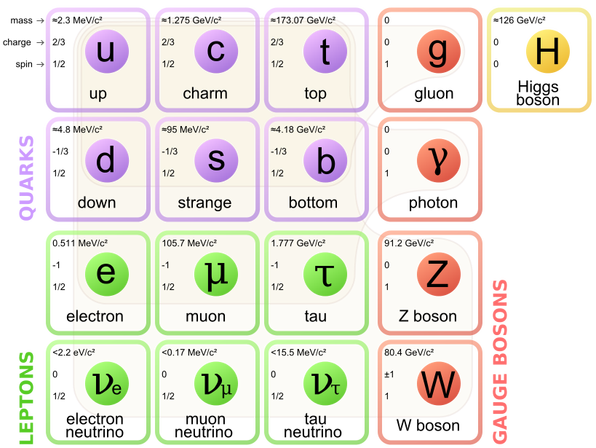 mass →
charge →
spin →
≈2.3 MeV/c²
2/3
1/2
u
up
≈1.275 GeV/c²
2/3
1/2
c
charm
≈173.07 GeV/c²
2/3
1/2
t
top
0
0
1
g
gluon
≈126 GeV/c²
0
0
H
Higgs
boson
QUARKS
≈4.8 MeV/c²
-1/3
1/2
d
down
≈95 MeV/c²
-1/3
1/2
s
strange
≈4.18 GeV/c²
-1/3
1/2
b
bottom
0
0
1
γ
photon
0.511 MeV/c²
-1
1/2
e
electron
105.7 MeV/c²
-1
1/2
μ
muon
1.777 GeV/c²
-1
1/2
τ
tau
91.2 GeV/c²
0
1
Z
Z boson
GAUGE BOSONS
LEPTONS
<2.2 eV/c²
0
1/2
νe
electron
neutrino
<0.17 MeV/c²
0
1/2
νμ
muon
neutrino
<15.5 MeV/c²
0
1/2
ντ
tau
neutrino
80.4 GeV/c²
±1
1
W
W boson